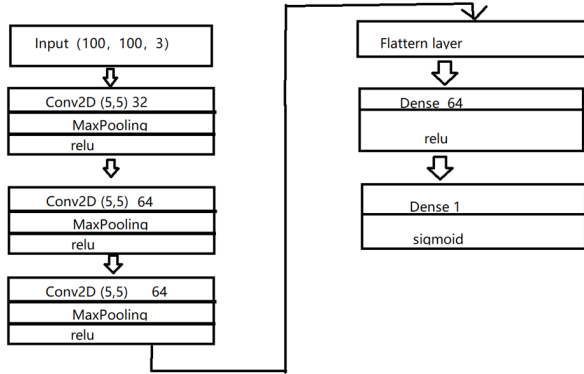 Input (100, 100, 3)
Conv2D (5,5) 32
MaxPooling
relu
Conv2D (5,5) 64
MaxPooling
relu
Conv2D (5,5) 64
MaxPooling
relu
Flattern layer
Dense 64
relu
Dense 1
sigmoid